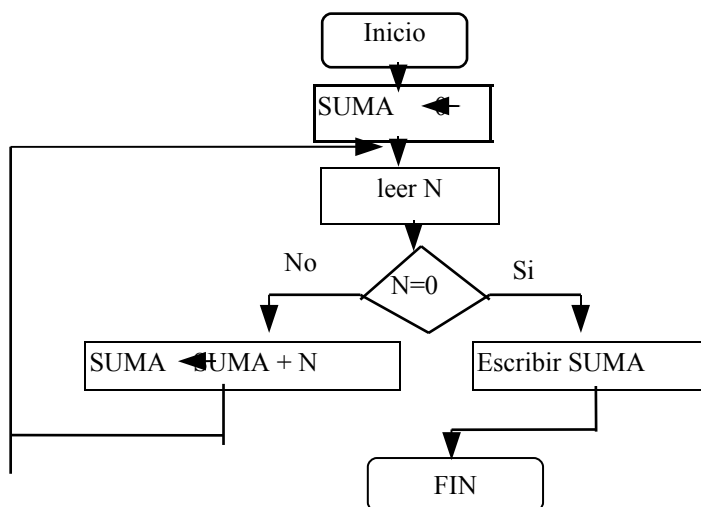 Inicio
SUMA 0
leer N
No
N=0
Si
SUMA SUMA + N
Escribir SUMA
FIN